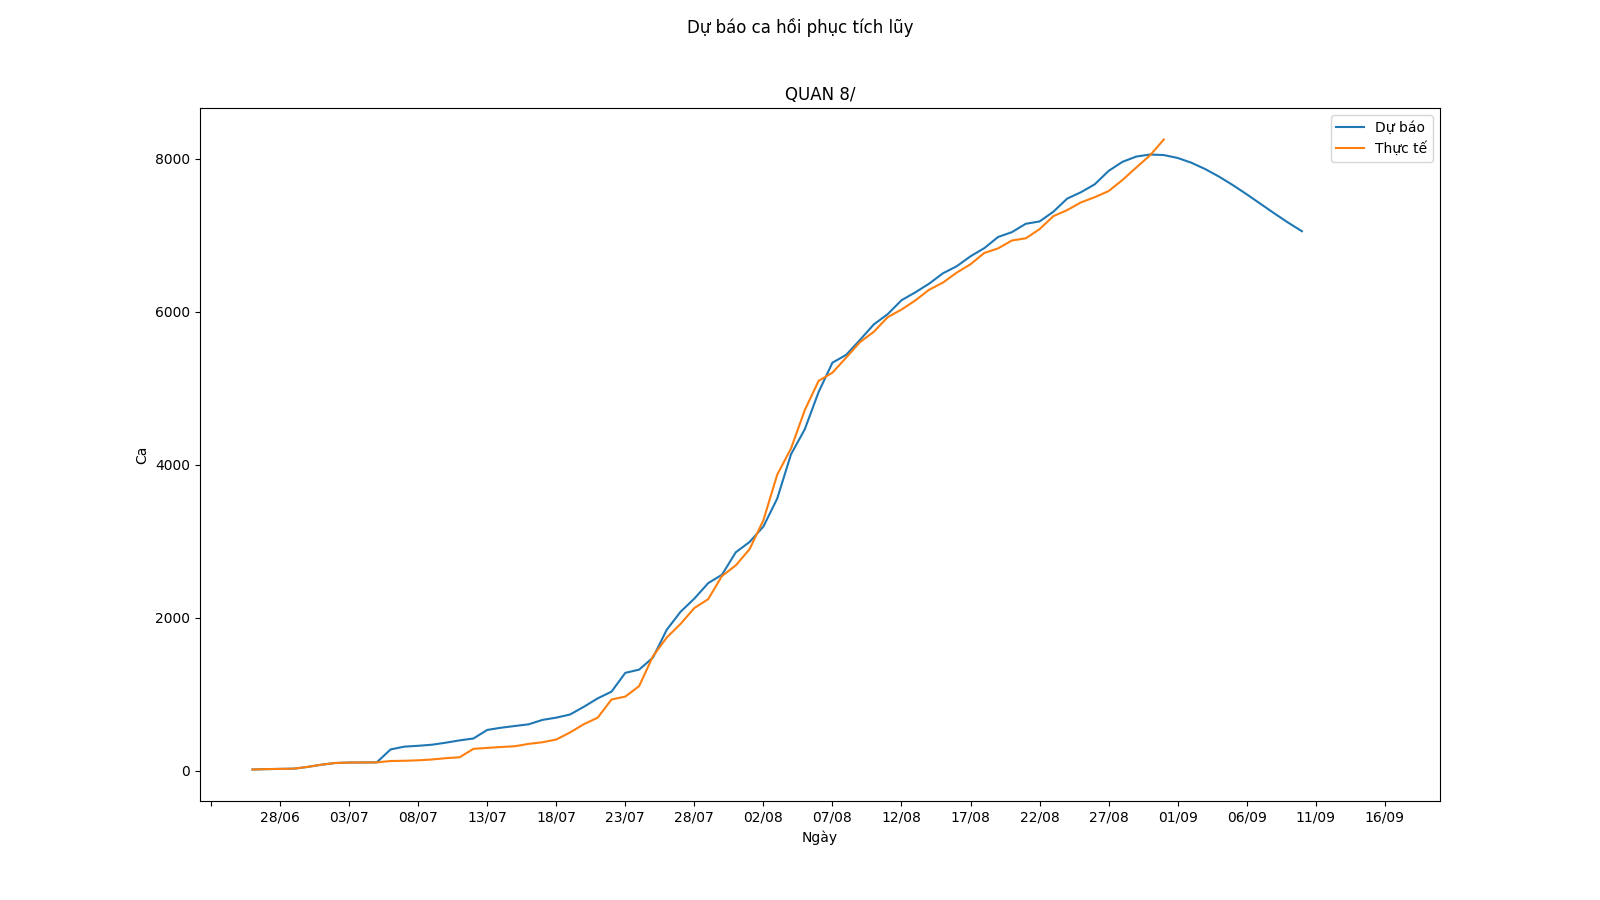 Dự báo ca hồi phục tích lũy
QUAN 8/
Dự báo
Thực tế
8000
6000
4000
2000
0
Ca
28/06 03/07 08/07 13/07 18/07 23/07 28/07 02/08 07/08 12/08 17/08 22/08 27/08 01/09 06/09 11/09 16/09
Ngày